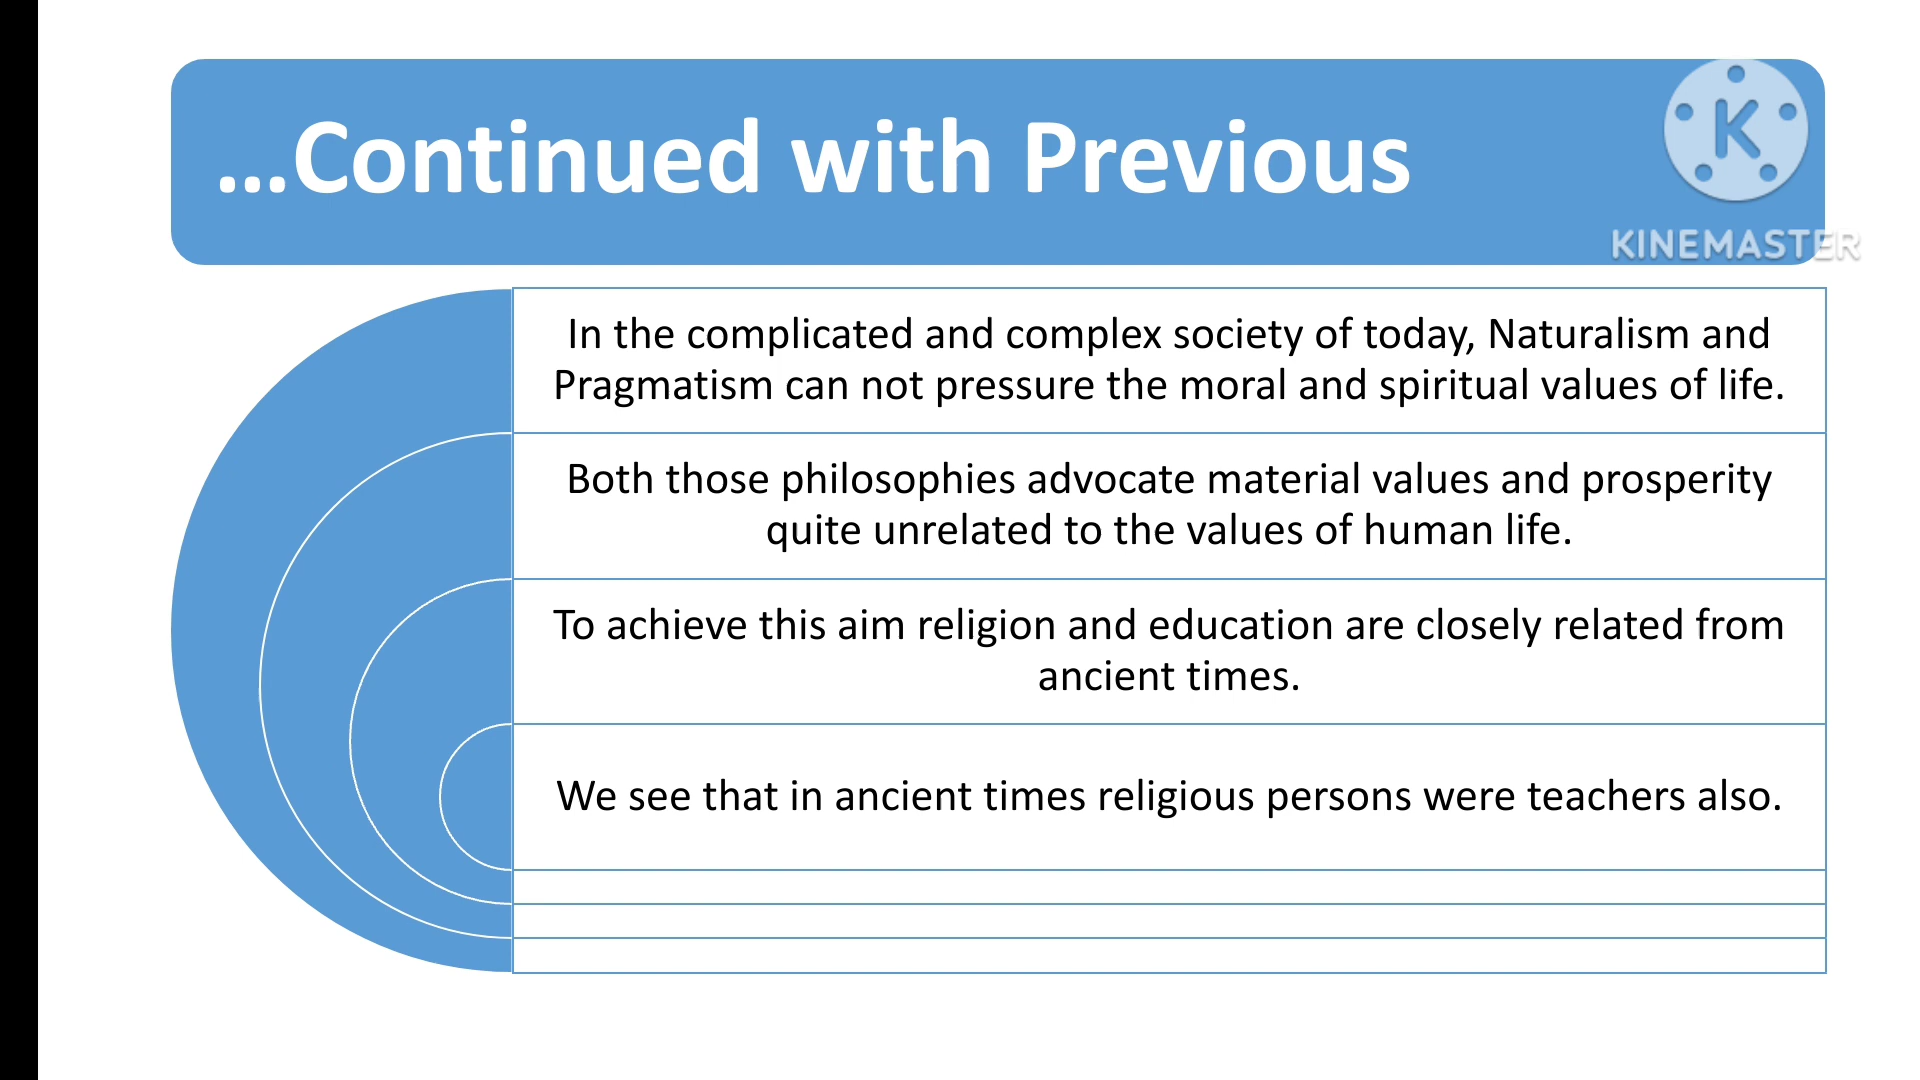 ...Continued with Previous
K
KINEMASTER
In the complicated and complex society of today, Naturalism and
Pragmatism can not pressure the moral and spiritual values of life.
Both those philosophies advocate material values and prosperity
quite unrelated to the values of human life.
To achieve this aim religion and education are closely related from
ancient times.
We see that in ancient times religious persons were teachers also.